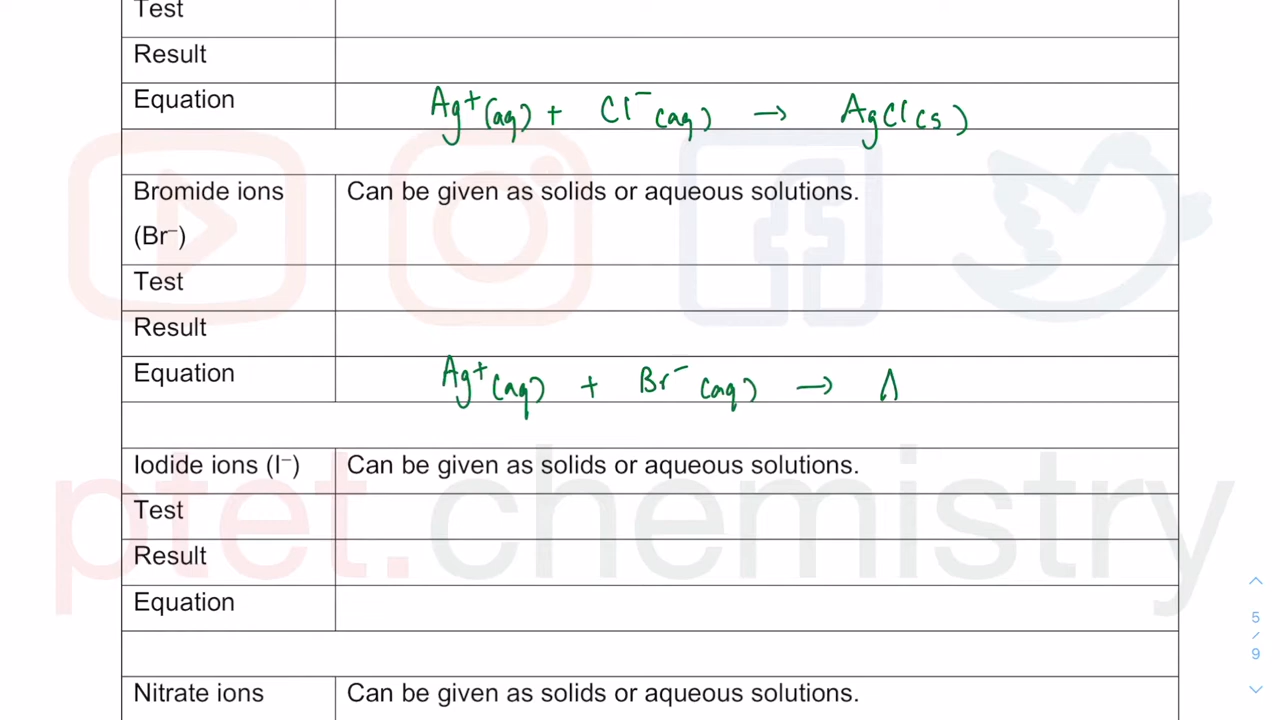 Test
Result
Equation Ag⁺(aq) + Cl⁻(aq) → AgCl(s)
Bromide ions Can be given as solids or aqueous solutions.
(Br⁻)
Test
Result
Equation Ag⁺(aq) + Br⁻(aq) → A
Iodide ions (I⁻) Can be given as solids or aqueous solutions.
Test
ptet.chemistry
Result
Equation
5
/
9
Nitrate ions Can be given as solids or aqueous solutions.